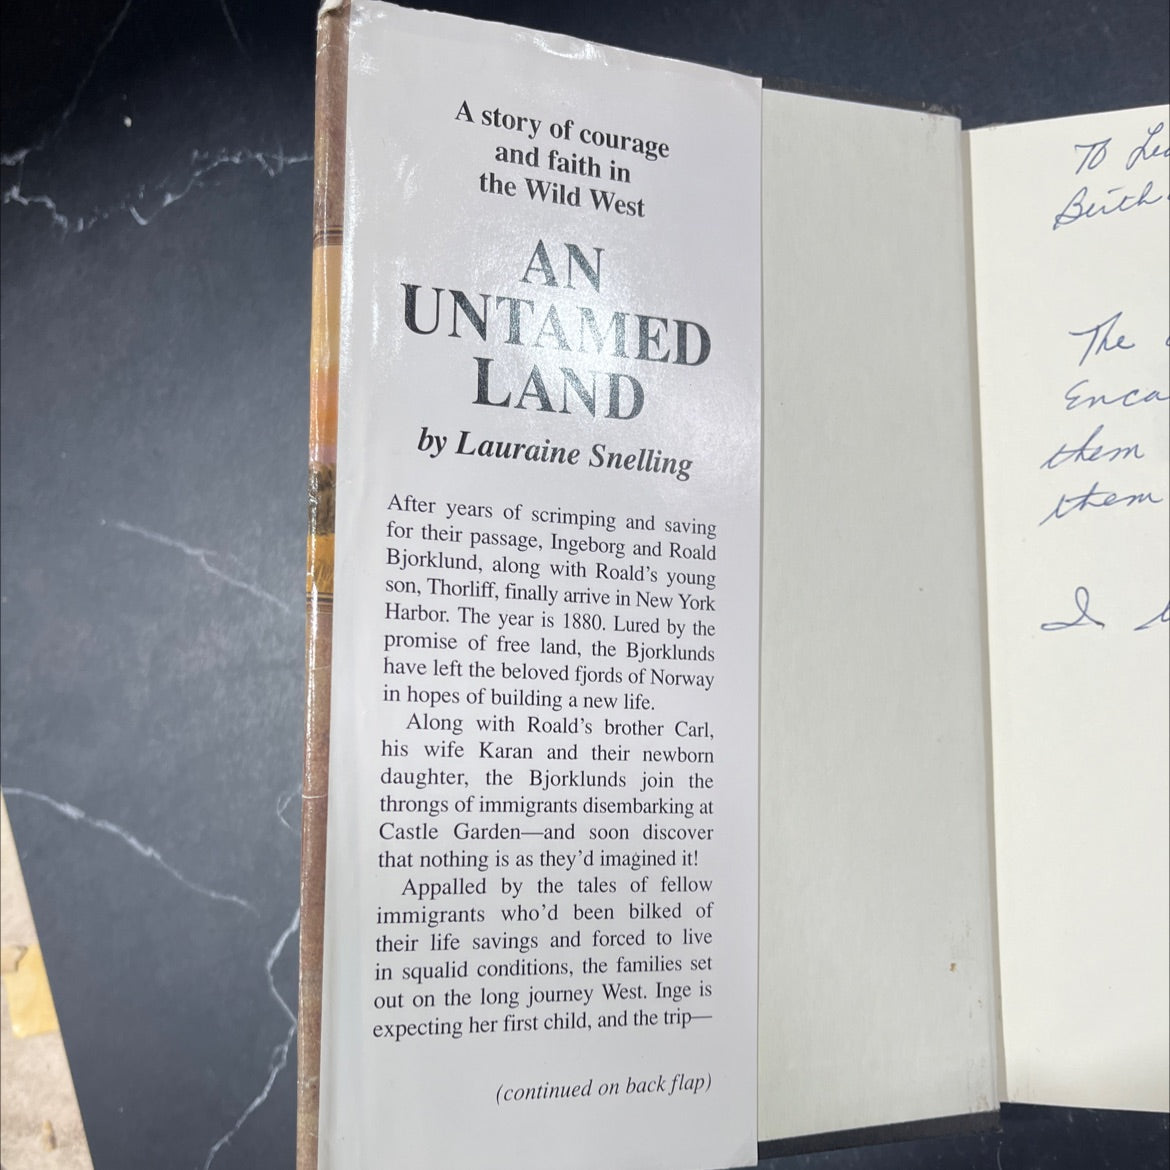 A story of courage
and faith in
the Wild West
AN
UNTAMED
LAND
by Lauraine Snelling
After years of scrimping and saving
for their passage, Ingeborg and Roald
Bjorklund, along with Roald's young
son, Thorliff, finally arrive in New York
Harbor. The year is 1880. Lured by the
promise of free land, the Bjorklunds
have left the beloved fjords of Norway
in hopes of building a new life.
Along with Roald's brother Carl,
his wife Karan and their newborn
daughter, the Bjorklunds join the
throngs of immigrants disembarking at
Castle Garden—and soon discover
that nothing is as they'd imagined it!
Appalled by the tales of fellow
immigrants who'd been bilked of
their life savings and forced to live
in squalid conditions, the families set
out on the long journey West. Inge is
expecting her first child, and the trip—
(continued on back flap)
To
The
them
them
I